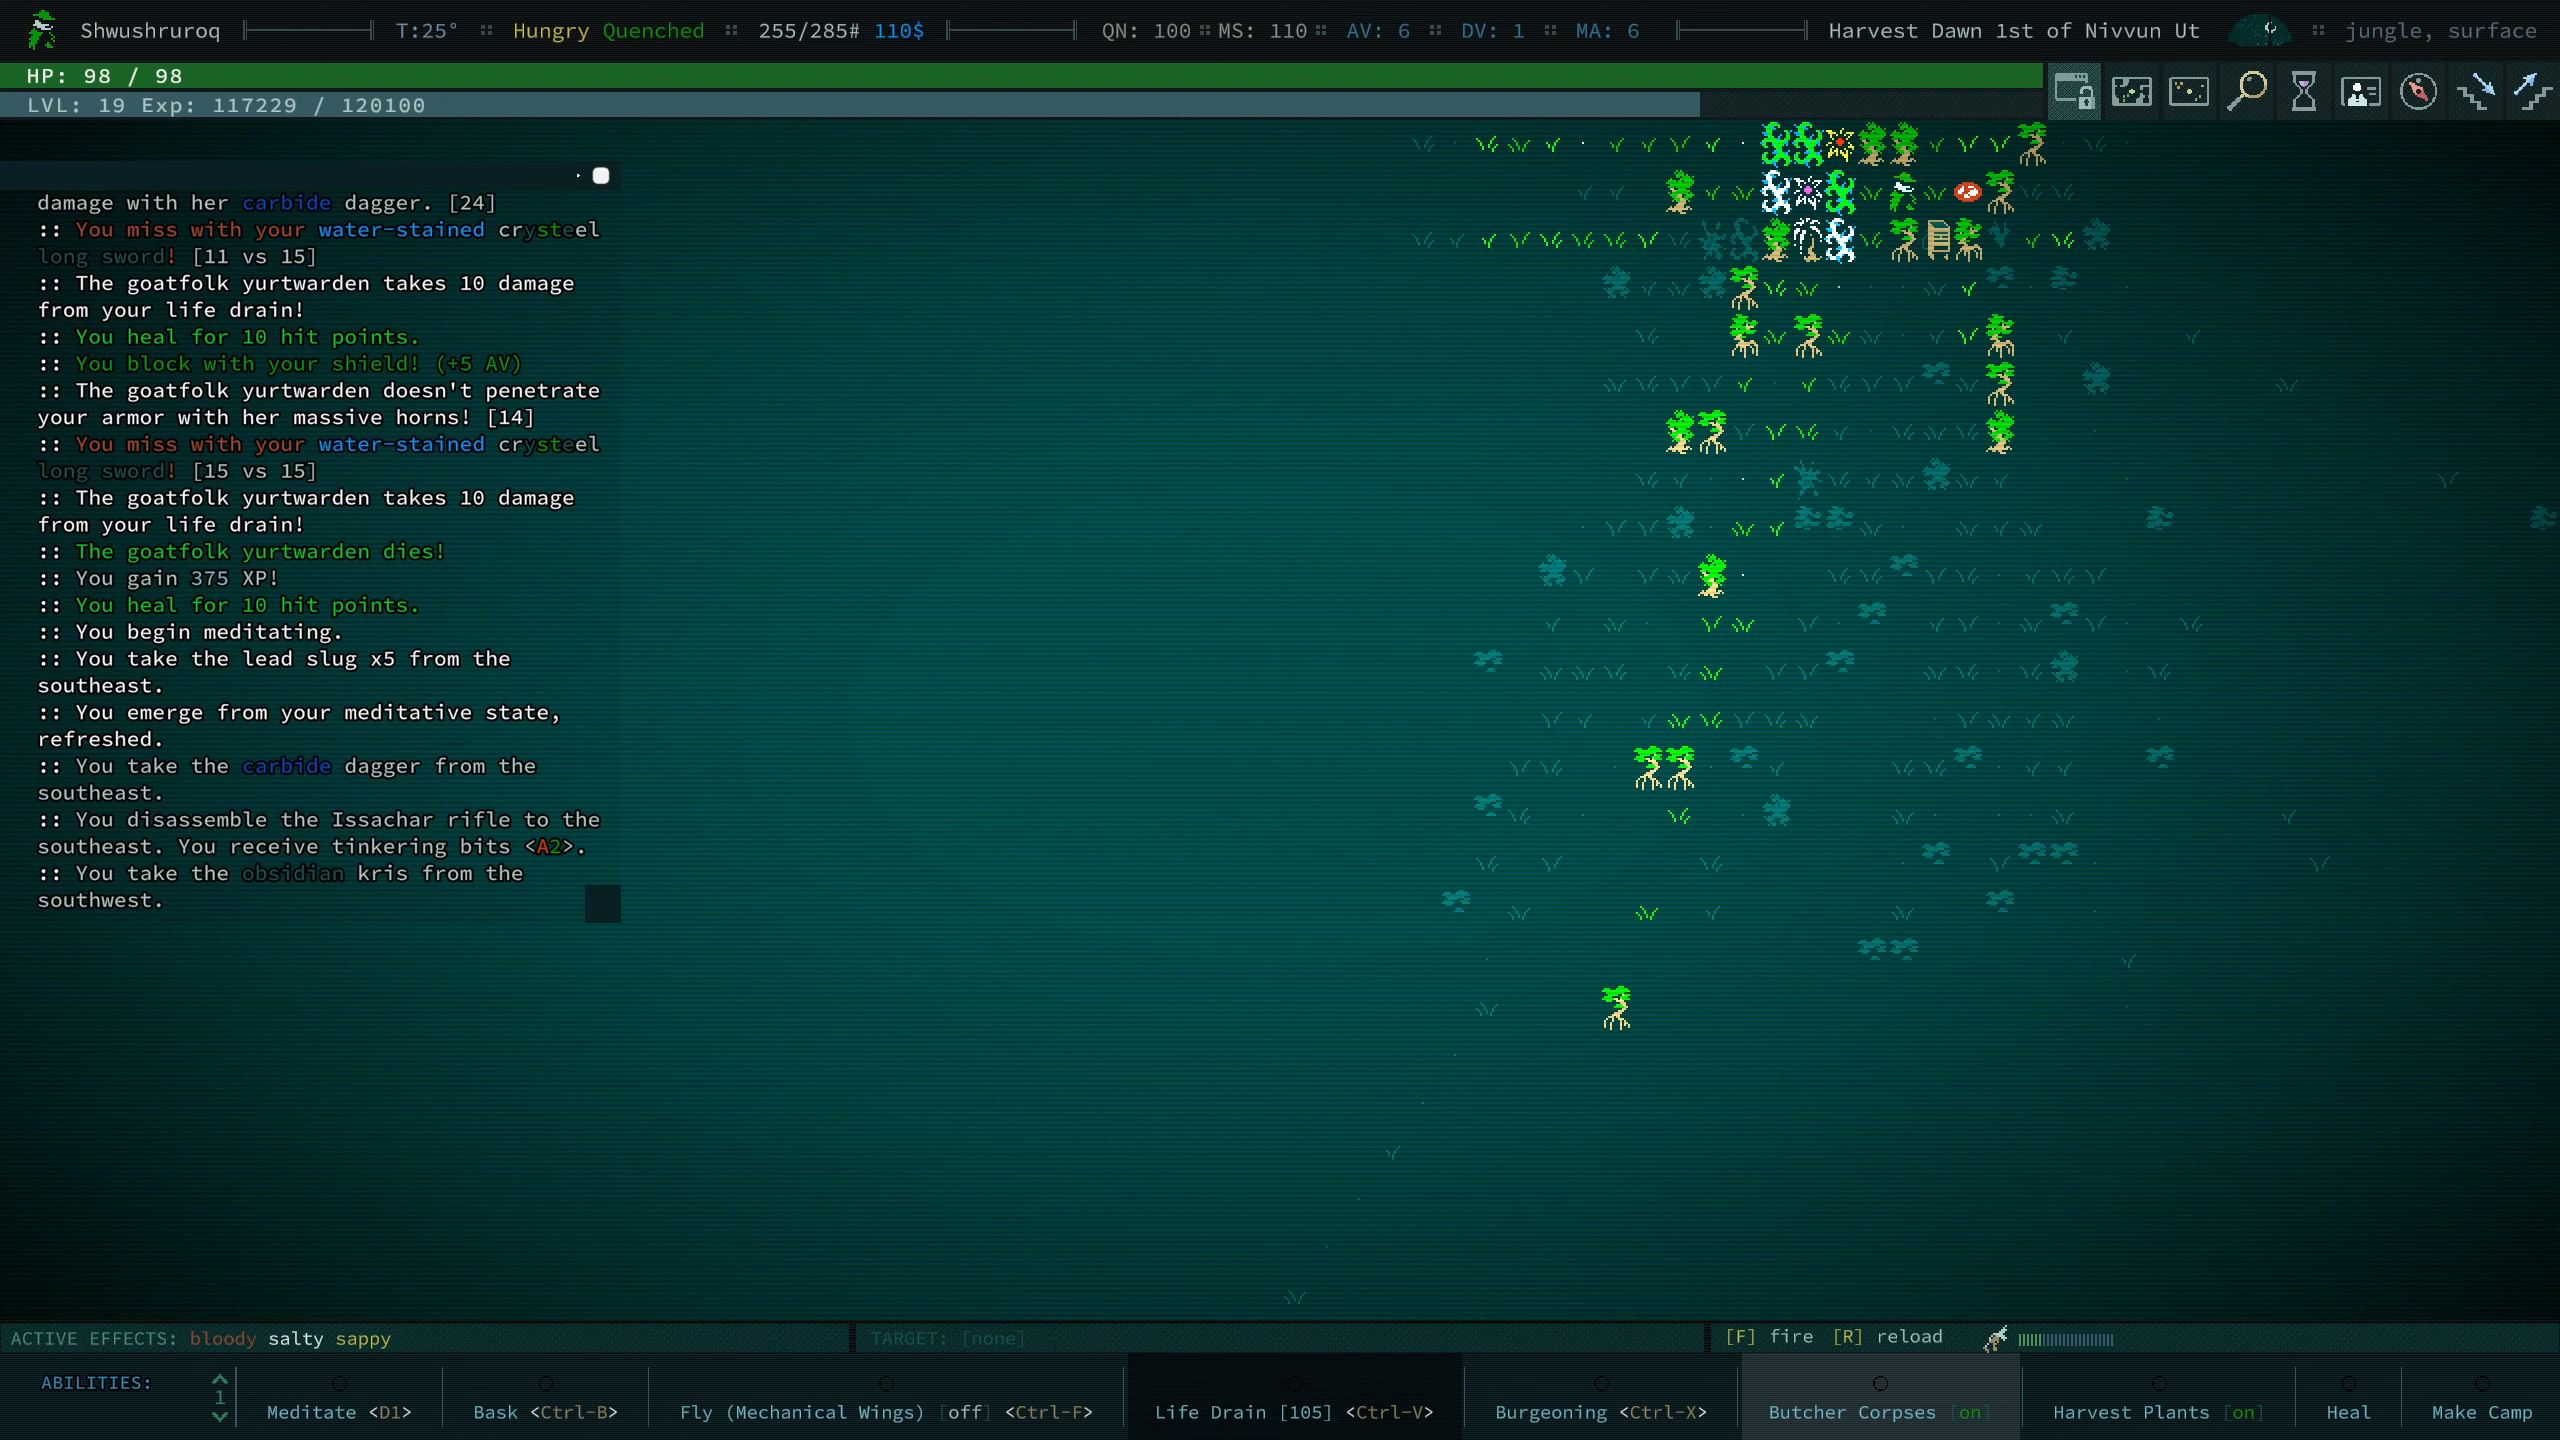 Shwushruroq T:25° Hungry Quenched 255/285# 110$ QN: 100 MS: 110 AV: 6 DV: 1 MA: 6 Harvest Dawn 1st of Nivvun Ut jungle, surface
HP: 98 / 98
LVL: 19 Exp: 117229 / 120100
damage with her carbide dagger. [24]
:: You miss with your water-stained crysteel
long sword! [11 vs 15]
:: The goatfolk yurtwarden takes 10 damage
from your life drain!
:: You heal for 10 hit points.
:: You block with your shield! (+5 AV)
:: The goatfolk yurtwarden doesn't penetrate
your armor with her massive horns! [14]
:: You miss with your water-stained crysteel
long sword! [15 vs 15]
:: The goatfolk yurtwarden takes 10 damage
from your life drain!
:: The goatfolk yurtwarden dies!
:: You gain 375 XP!
:: You heal for 10 hit points.
:: You begin meditating.
:: You take the lead slug x5 from the
southeast.
:: You emerge from your meditative state,
refreshed.
:: You take the carbide dagger from the
southeast.
:: You disassemble the Issachar rifle to the
southeast. You receive tinkering bits <A2>.
:: You take the obsidian kris from the
southwest.
ACTIVE EFFECTS: bloody salty sappy TARGET: [none] [F] fire [R] reload
ABILITIES: 1 Meditate <D1> Bask <Ctrl-B> Fly (Mechanical Wings) [off] <Ctrl-F> Life Drain [105] <Ctrl-V> Burgeoning <Ctrl-X> Butcher Corpses [on] Harvest Plants [on] Heal Make Camp